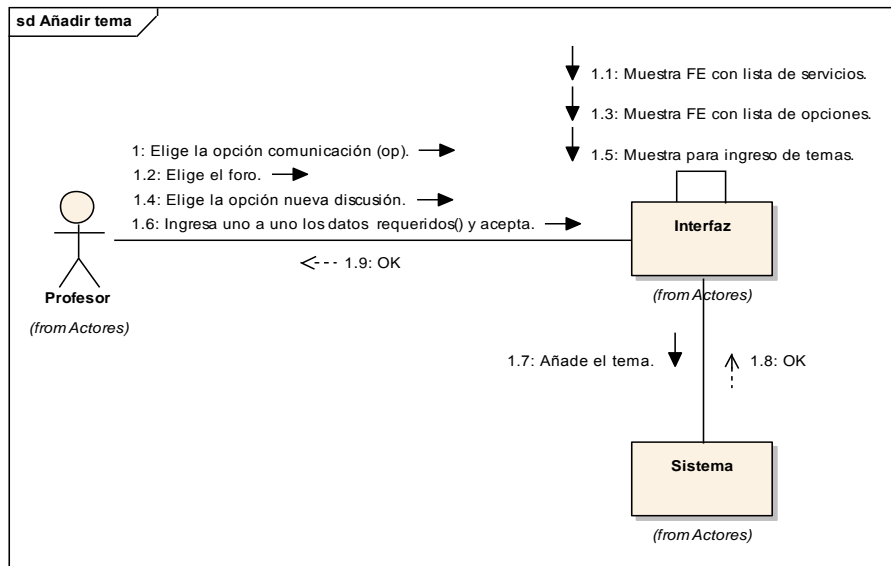 sd Añadir tema
1.1: Muestra FE con lista de servicios.
1.3: Muestra FE con lista de opciones.
1.5: Muestra para ingreso de temas.
1: Elige la opción comunicación (op).
1.2: Elige el foro.
1.4: Elige la opción nueva discusión.
1.6: Ingresa uno a uno los datos requeridos() y acepta.
Interfaz
1.9: OK
Profesor
(from Actores)
(from Actores)
1.7: Añade el tema.
1.8: OK
Sistema
(from Actores)